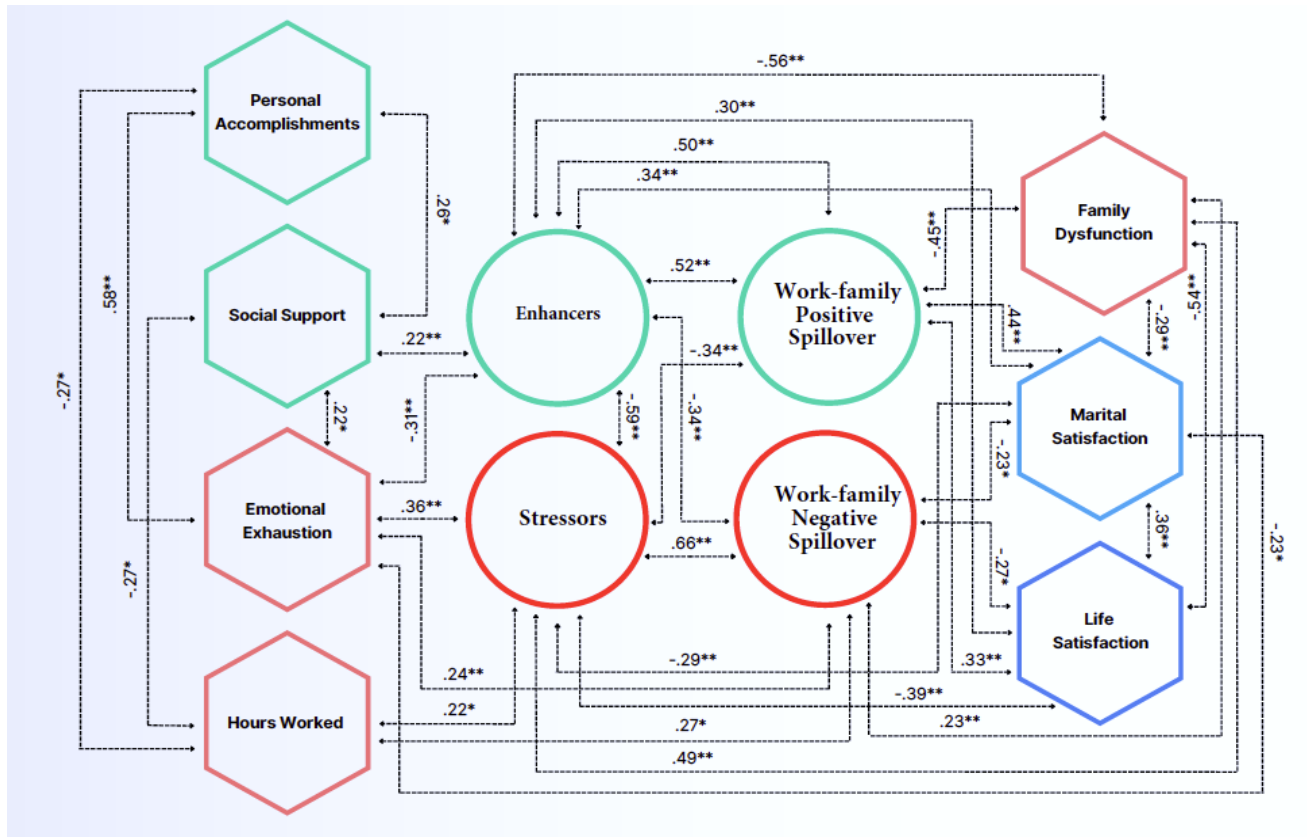 -.56**
.30**
.50**
.34**
Personal
Accomplishments
.26*
-.45**
Family
Dysfunction
.58**
-.27*
Social Support
.22**
Enhancers
.52**
Work-family
Positive
Spillover
.44**
-.54**
-.29**
-.34**
-.31**
.22*
-.59**
-.34**
Marital
Satisfaction
-.23*
Emotional
Exhaustion
.36**
Stressors
.66**
Work-family
Negative
Spillover
.36**
-.23*
-.27*
-.27*
Life
Satisfaction
.24**
-.29**
.33**
-.39**
Hours Worked
.22*
.27*
.23**
.49**